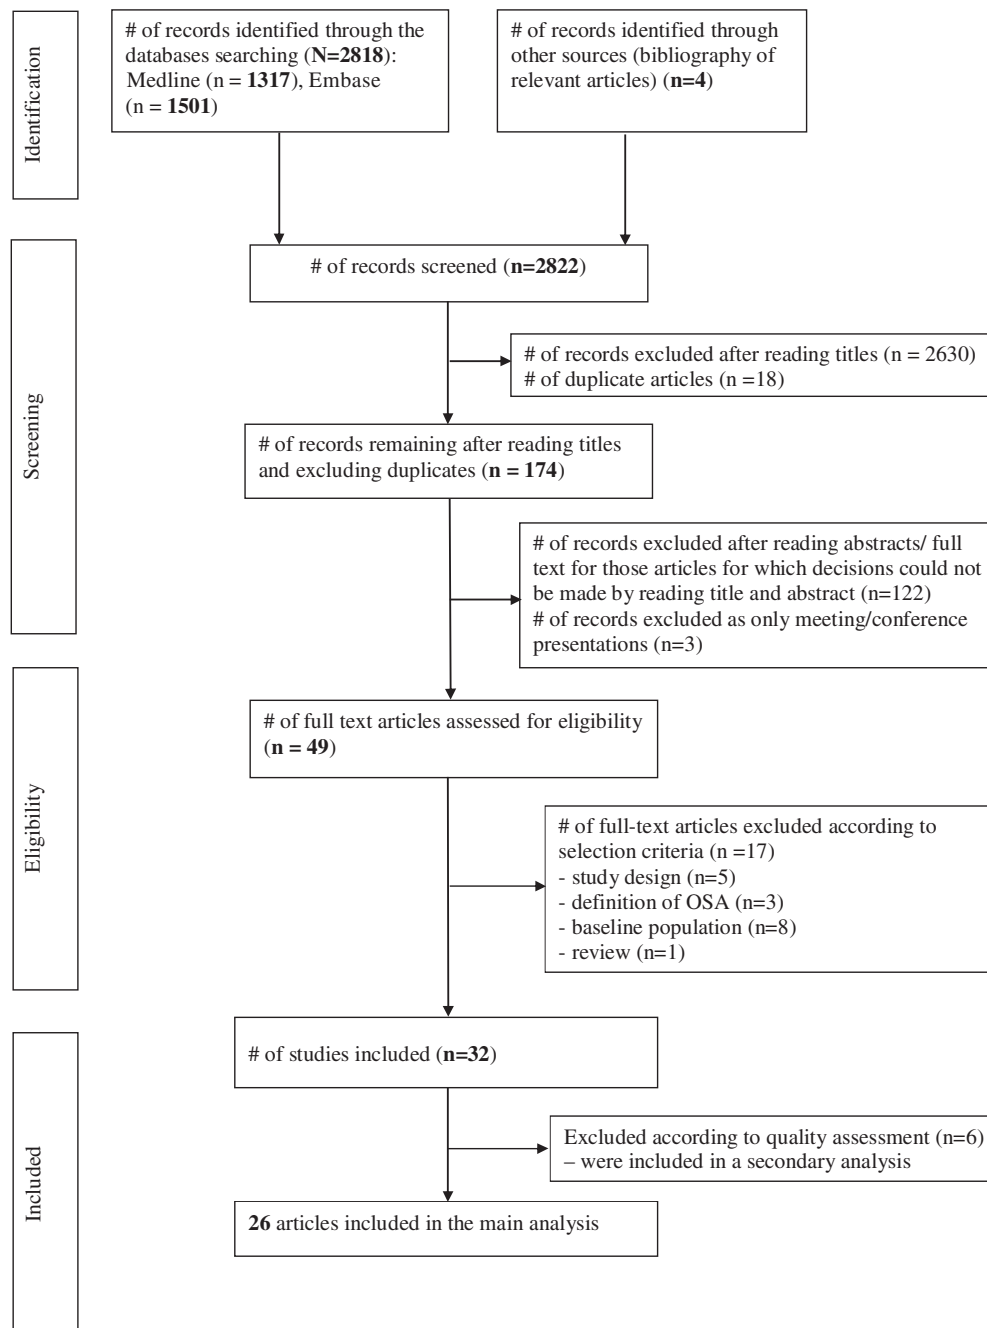 Identification
# of records identified through the
databases searching (N=2818):
Medline (n = 1317), Embase
(n = 1501)
# of records identified through
other sources (bibliography of
relevant articles) (n=4)
Screening
# of records screened (n=2822)
# of records excluded after reading titles (n = 2630)
# of duplicate articles (n =18)
# of records remaining after reading titles
and excluding duplicates (n = 174)
# of records excluded after reading abstracts/ full
text for those articles for which decisions could not
be made by reading title and abstract (n=122)
# of records excluded as only meeting/conference
presentations (n=3)
Eligibility
# of full text articles assessed for eligibility
(n = 49)
# of full-text articles excluded according to
selection criteria (n =17)
- study design (n=5)
- definition of OSA (n=3)
- baseline population (n=8)
- review (n=1)
Included
# of studies included (n=32)
Excluded according to quality assessment (n=6)
– were included in a secondary analysis
26 articles included in the main analysis